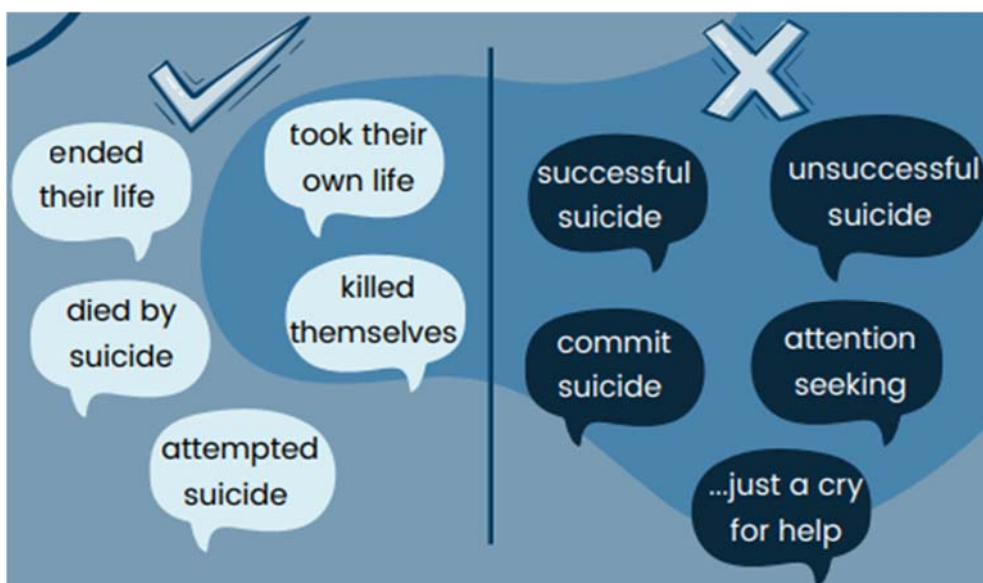 ended
their life
took their
own life
died by
suicide
killed
themselves
attempted
suicide
successful
suicide
unsuccessful
suicide
commit
suicide
attention
seeking
...just a cry
for help